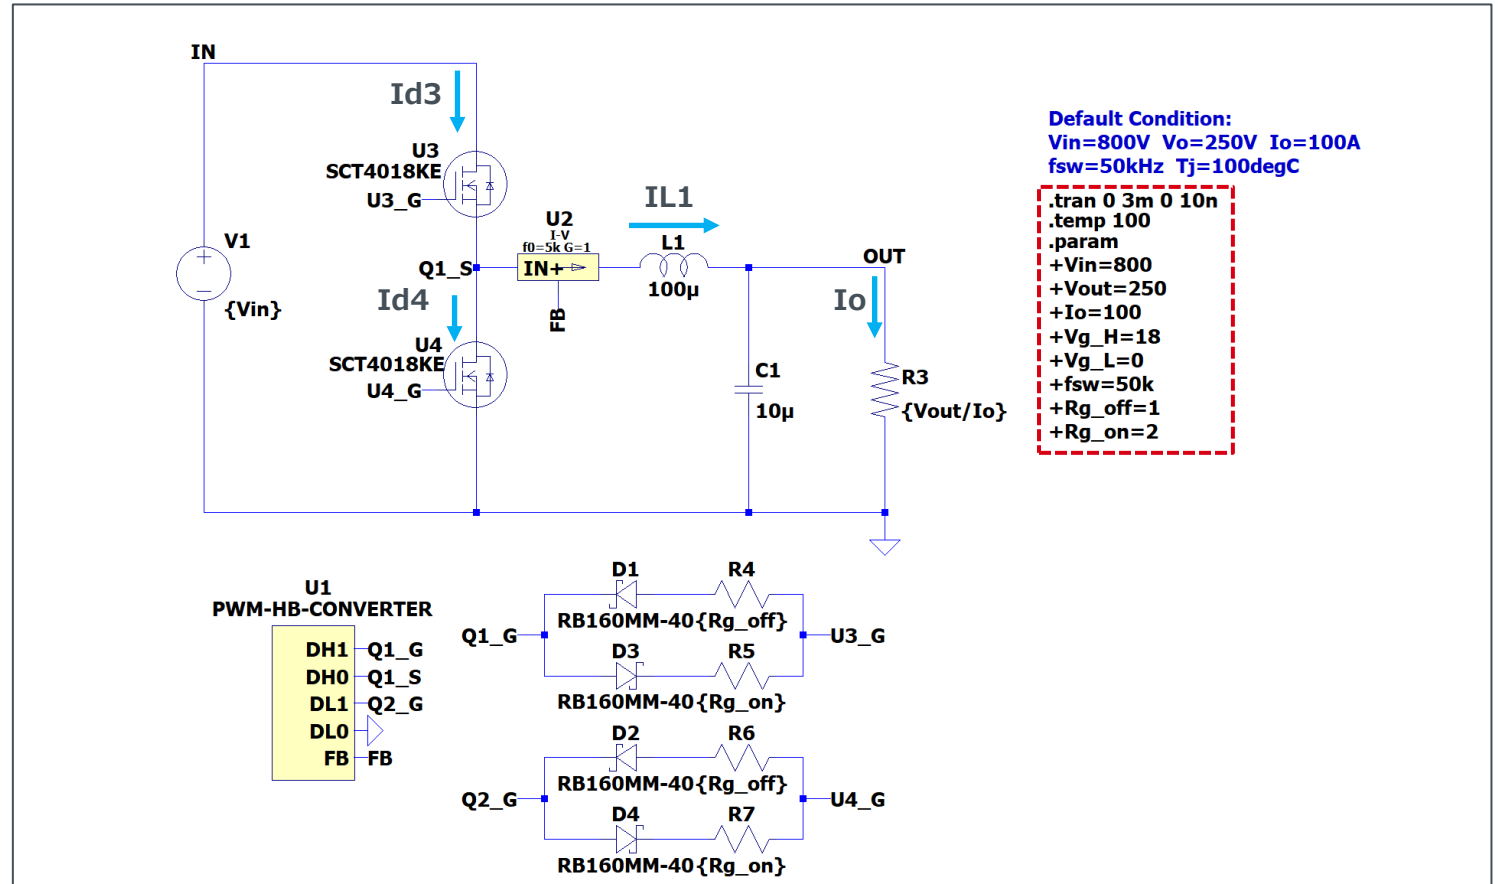 IN
Id3
U3
SCT4018KE
U3_G
V1
{Vin}
Q1_S
U2
I-V
f0=5k G=1
IN+
FB
IL1
L1
100µ
OUT
Id4
U4
SCT4018KE
U4_G
Io
C1
10µ
R3
{Vout/Io}
Default Condition:
Vin=800V Vo=250V Io=100A
fsw=50kHz Tj=100degC
.tran 0 3m 0 10n
.temp 100
.param
+Vin=800
+Vout=250
+Io=100
+Vg_H=18
+Vg_L=0
+fsw=50k
+Rg_off=1
+Rg_on=2
U1
PWM-HB-CONVERTER
DH1 Q1_G
DH0 Q1_S
DL1 Q2_G
DL0
FB FB
D1 R4
RB160MM-40 {Rg_off}
Q1_G U3_G
D3 R5
RB160MM-40 {Rg_on}
D2 R6
RB160MM-40 {Rg_off}
Q2_G U4_G
D4 R7
RB160MM-40 {Rg_on}